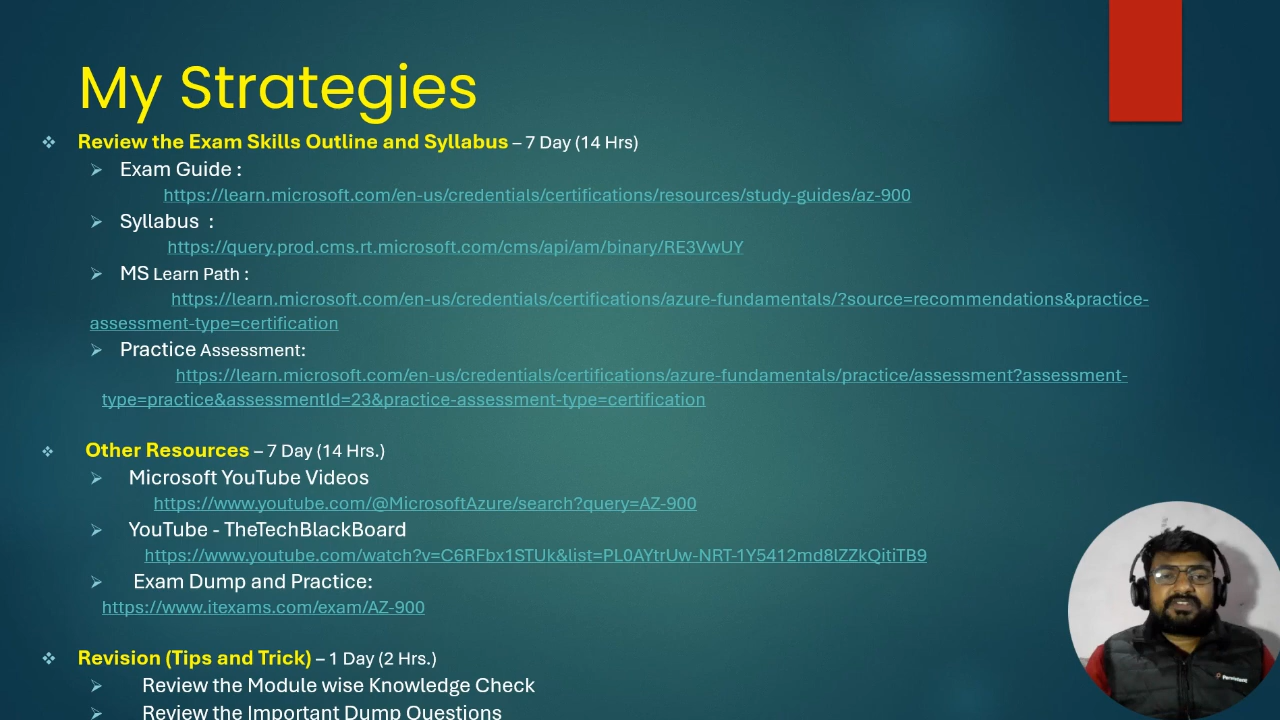 My Strategies
❖ Review the Exam Skills Outline and Syllabus – 7 Day (14 Hrs)
➢ Exam Guide :
https://learn.microsoft.com/en-us/credentials/certifications/resources/study-guides/az-900
➢ Syllabus :
https://query.prod.cms.rt.microsoft.com/cms/api/am/binary/RE3VwUY
➢ MS Learn Path :
https://learn.microsoft.com/en-us/credentials/certifications/azure-fundamentals/?source=recommendations&practice-
assessment-type=certification
➢ Practice Assessment:
https://learn.microsoft.com/en-us/credentials/certifications/azure-fundamentals/practice/assessment?assessment-
type=practice&assessmentId=23&practice-assessment-type=certification
❖ Other Resources – 7 Day (14 Hrs.)
➢ Microsoft YouTube Videos
https://www.youtube.com/@MicrosoftAzure/search?query=AZ-900
➢ YouTube - TheTechBlackBoard
https://www.youtube.com/watch?v=C6RFbx1STUk&list=PL0AYtrUw-NRT-1Y5412md8lZZkQitiTB9
➢ Exam Dump and Practice:
https://www.itexams.com/exam/AZ-900
❖ Revision (Tips and Trick) – 1 Day (2 Hrs.)
➢ Review the Module wise Knowledge Check
➢ Review the Important Dump Questions
Persistent